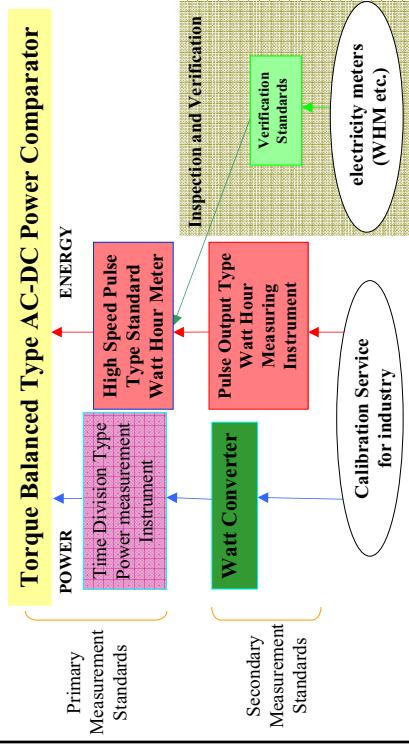 Torque Balanced Type AC-DC Power Comparator
POWER
ENERGY
Primary
Measurement
Standards
Time Division Type
Power measurement
Instrument
High Speed Pulse
Type Standard
Watt Hour Meter
Inspection and Verification
Verification
Standards
Secondary
Measurement
Standards
Watt Converter
Pulse Output Type
Watt Hour
Measuring
Instrument
Calibration Service
for industry
electricity meters
(WHM etc.)